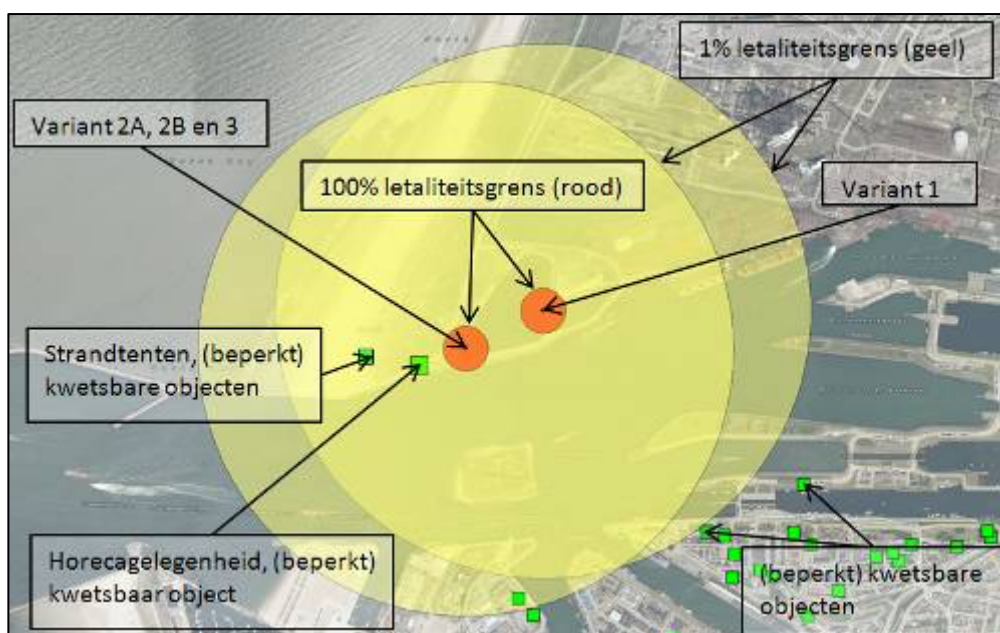 1% letaliteitsgrens (geel)
Variant 2A, 2B en 3
100% letaliteitsgrens (rood)
Variant 1
Strandtenten, (beperkt)
kwetsbare objecten
Horecagelegenheid, (beperkt)
kwetsbaar object
(beperkt) kwetsbare
objecten